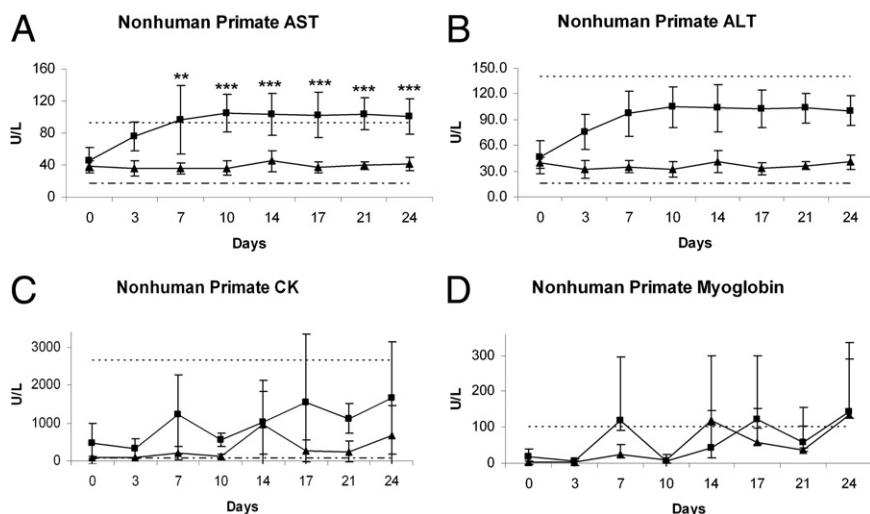 A
Nonhuman Primate AST
U/L
160
120
80
40
0
** *** *** *** *** ***
0 3 7 10 14 17 21 24
Days
B
Nonhuman Primate ALT
U/L
150.0
120.0
90.0
60.0
30.0
0.0
0 3 7 10 14 17 21 24
Days
C
Nonhuman Primate CK
U/L
3000
2000
1000
0
0 3 7 10 14 17 21 24
Days
D
Nonhuman Primate Myoglobin
U/L
300
200
100
0
0 3 7 10 14 17 21 24
Days